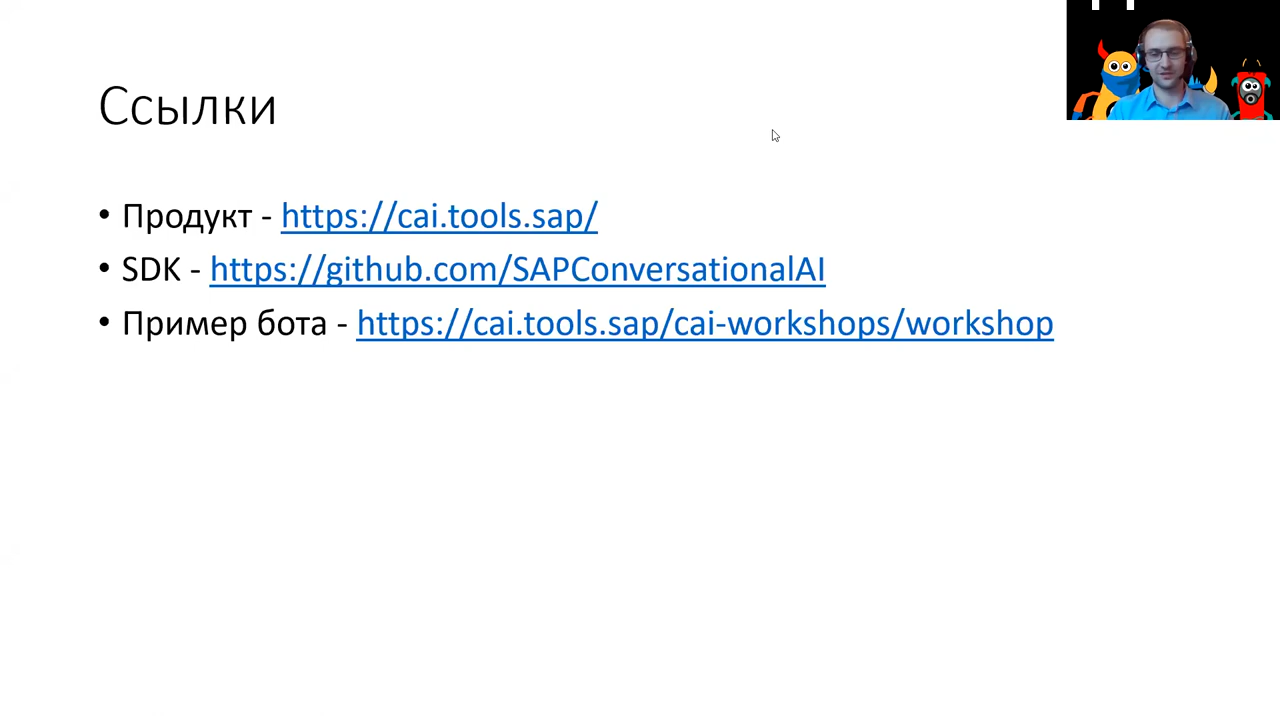 Ссылки
• Продукт - https://cai.tools.sap/
• SDK - https://github.com/SAPConversationalAI
• Пример бота - https://cai.tools.sap/cai-workshops/workshop